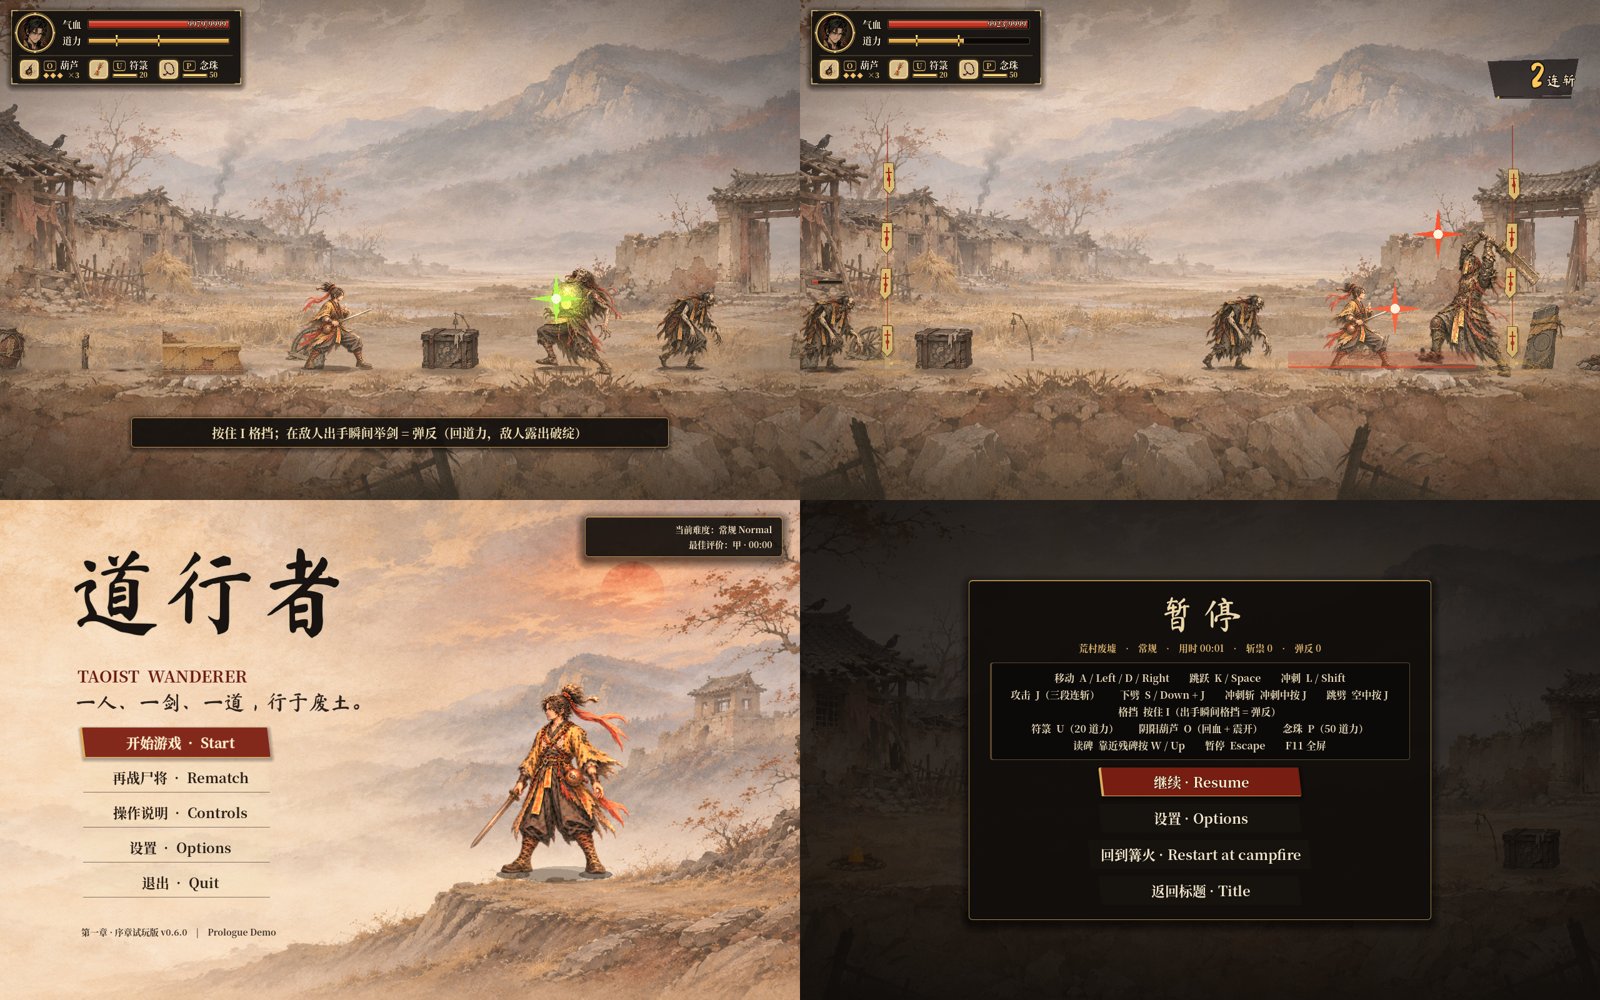 气血 9979/9999
道力
O 葫芦 ×3 U 符箓 20 P 念珠 50
按住 I 格挡；在敌人出手瞬间举剑 = 弹反（回道力，敌人露出破绽）
气血 9923/9999
道力
O 葫芦 ×3 U 符箓 20 P 念珠 50
2 连斩
当前难度：常规 Normal
最佳评价：甲 · 00:00
道行者
TAOIST WANDERER
一人、一剑、一道，行于废土。
开始游戏 · Start
再战尸将 · Rematch
操作说明 · Controls
设置 · Options
退出 · Quit
第一章 · 序章试玩版 v0.6.0 | Prologue Demo
暂停
荒村废墟 · 常规 · 用时 00:01 · 斩祟 0 · 弹反 0
移动 A / Left / D / Right 跳跃 K / Space 冲刺 L / Shift
攻击 J（三段连斩） 下劈 S / Down + J 冲刺斩 冲刺中按 J 跳劈 空中按 J
格挡 按住 I（出手瞬间格挡 = 弹反）
符箓 U（20 道力） 阴阳葫芦 O（回血 + 震开） 念珠 P（50 道力）
读碑 靠近残碑按 W / Up 暂停 Escape F11 全屏
继续 · Resume
设置 · Options
回到篝火 · Restart at campfire
返回标题 · Title